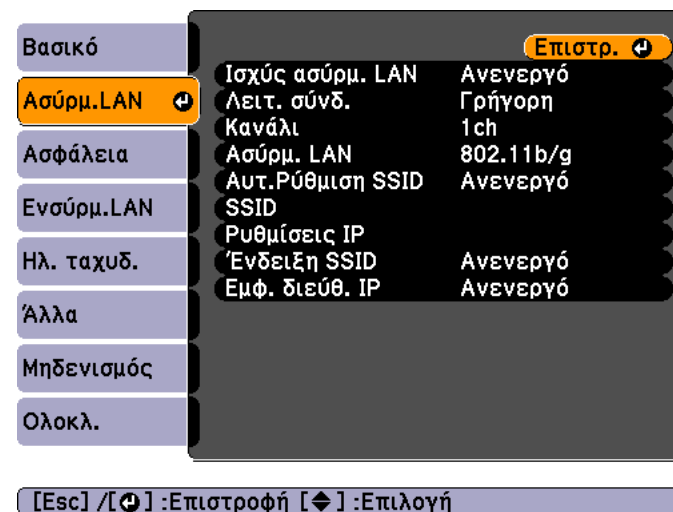 Βασικό
Ασύρμ.LAN
Ασφάλεια
Ενσύρμ.LAN
Ηλ. ταχυδ.
Άλλα
Μηδενισμός
Ολοκλ.
Επιστρ.
Ισχύς ασύρμ. LAN Ανενεργό
Λειτ. σύνδ. Γρήγορη
Κανάλι 1ch
Ασύρμ. LAN 802.11b/g
Αυτ.Ρύθμιση SSID Ανενεργό
SSID
Ρυθμίσεις IP
Ένδειξη SSID Ανενεργό
Εμφ. διεύθ. IP Ανενεργό
[Esc] /[⏎] :Επιστροφή [◆] :Επιλογή